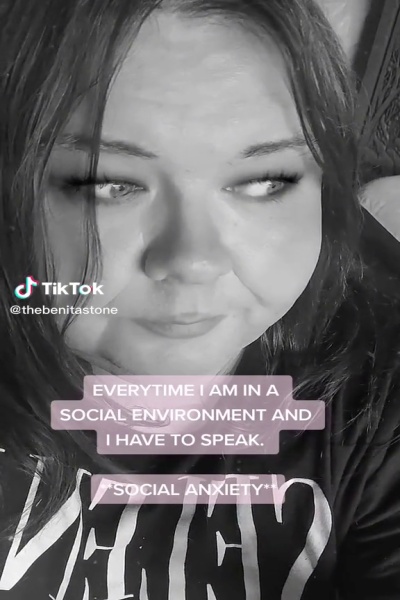 TikTok
@thebenitastone
EVERYTIME I AM IN A
SOCIAL ENVIRONMENT AND
I HAVE TO SPEAK.
**SOCIAL ANXIETY**